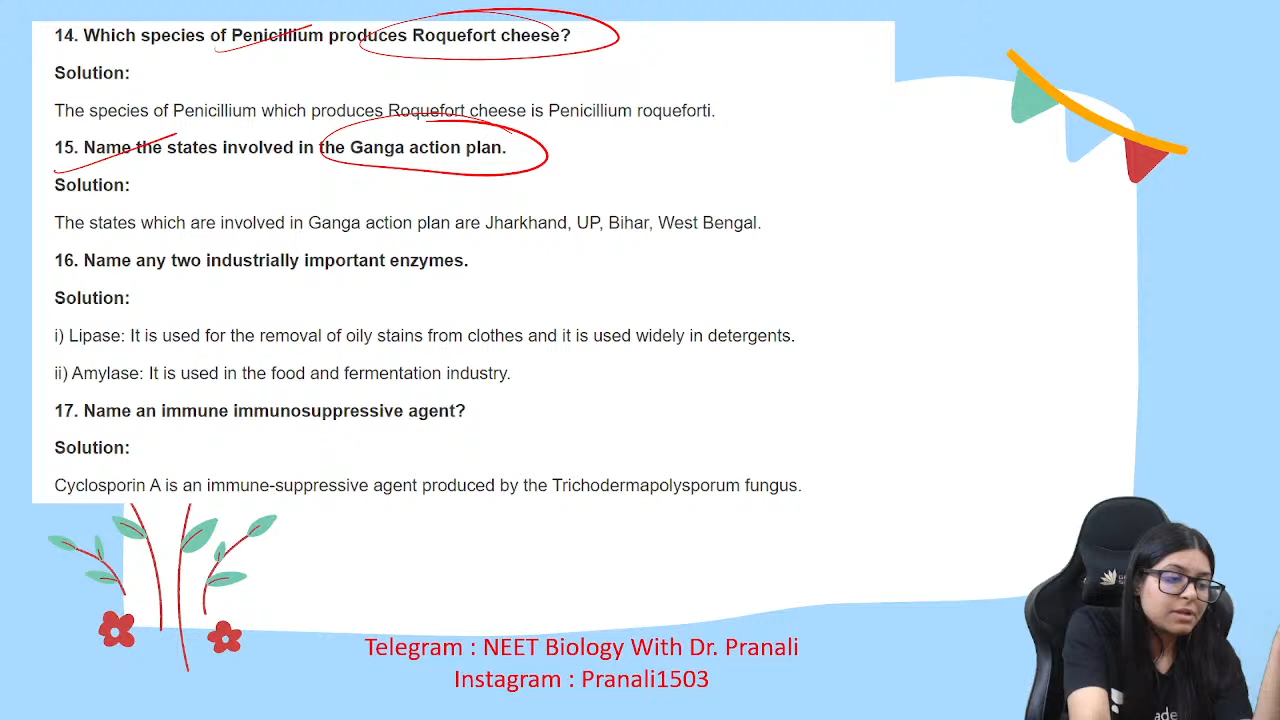 14. Which species of Penicillium produces Roquefort cheese?
Solution:
The species of Penicillium which produces Roquefort cheese is Penicillium roqueforti.
15. Name the states involved in the Ganga action plan.
Solution:
The states which are involved in Ganga action plan are Jharkhand, UP, Bihar, West Bengal.
16. Name any two industrially important enzymes.
Solution:
i) Lipase: It is used for the removal of oily stains from clothes and it is used widely in detergents.
ii) Amylase: It is used in the food and fermentation industry.
17. Name an immune immunosuppressive agent?
Solution:
Cyclosporin A is an immune-suppressive agent produced by the Trichodermapolysporum fungus.
Telegram : NEET Biology With Dr. Pranali
Instagram : Pranali1503